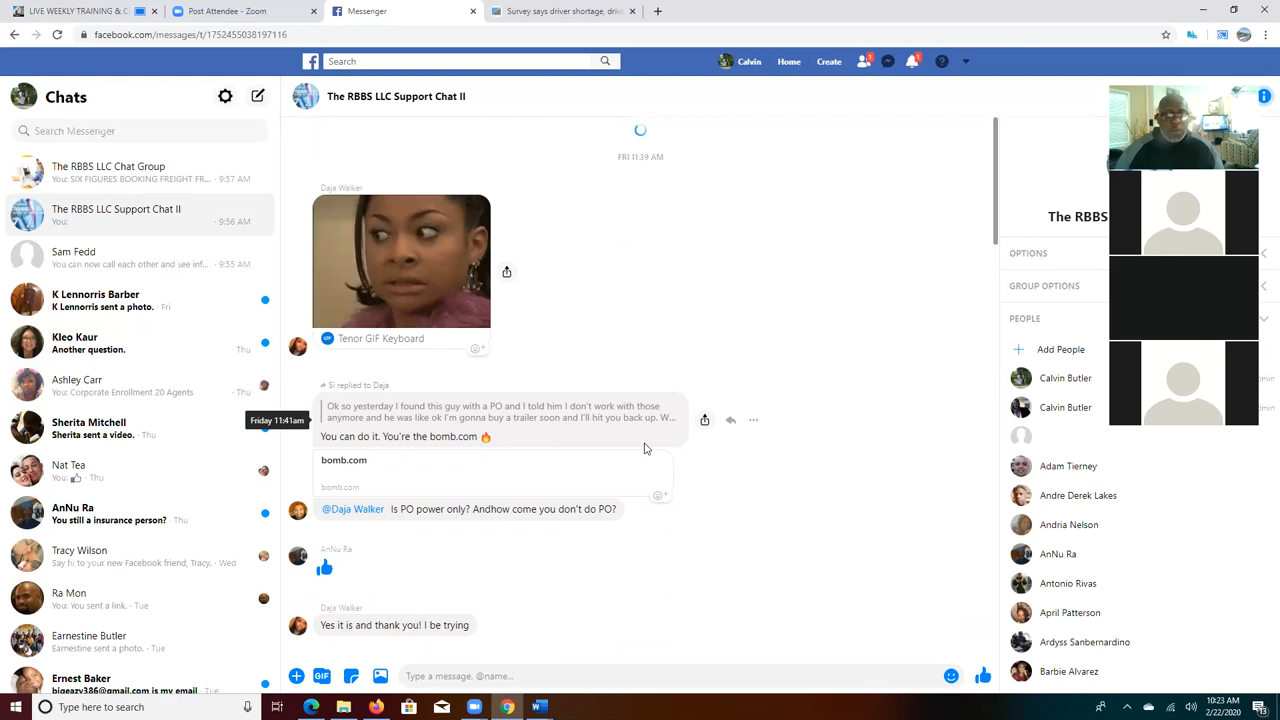 LIVE WEEKLY TRAINING & C
Post Attendee - Zoom
Messenger
Survey says driver shortage, drive
facebook.com/messages/t/1752455038197116
Search
Calvin
Home
Create
1
1
Chats
Search Messenger
The RBBS LLC Chat Group
You: SIX FIGURES BOOKING FREIGHT FR... · 9:57 AM
The RBBS LLC Support Chat II
You: · 9:56 AM
Sam Fedd
You can now call each other and see inf... · 9:55 AM
K Lennorris Barber
K Lennorris sent a photo. · Fri
Kleo Kaur
Another question. Thu
Ashley Carr
You: Corporate Enrollment 20 Agents · Thu
Sherita Mitchell
Sherita sent a video. · Thu
Nat Tea
You: · Thu
AnNu Ra
You still a insurance person? · Thu
Tracy Wilson
Say hi to your new Facebook friend, Tracy. · Wed
Ra Mon
You: You sent a link. · Tue
Earnestine Butler
Earnestine sent a photo. · Tue
Ernest Baker
bigeazy386@gmail.com is my email · Tue
The RBBS LLC Support Chat II
FRI 11:39 AM
Daja Walker
GIF Tenor GIF Keyboard
Si replied to Daja
Ok so yesterday I found this guy with a PO and I told him I don't work with those
anymore and he was like ok I'm gonna buy a trailer soon and I'll hit you back up. W...
Friday 11:41am
You can do it. You're the bomb.com
bomb.com
bomb.com
@Daja Walker Is PO power only? Andhow come you don't do PO?
AnNu Ra
Daja Walker
Yes it is and thank you! I be trying
GIF
Type a message, @name...
The RBBS
OPTIONS
GROUP OPTIONS
PEOPLE
Add People
Calvin Butler dmin
Calvin Butler dmin
Adam Tierney
Andre Derek Lakes
Andria Nelson
AnNu Ra
Antonio Rivas
April Patterson
Ardyss Sanbernardino
Barbie Alvarez
Type here to search
10:23 AM
2/22/2020
13